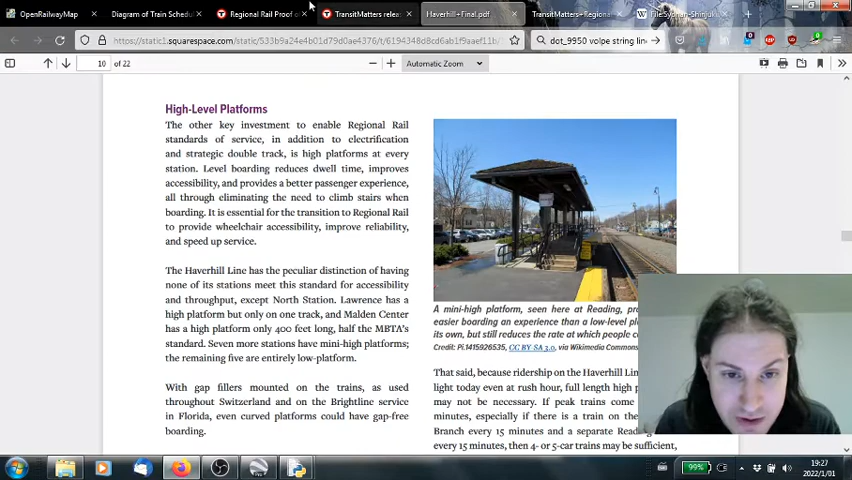 OpenRailwayMap
Diagram of Train Schedu
Regional Rail Proof o
TransitMatters relea
Haverhill+Final.pdf
TransitMatters+Regional
File:Sydhan-Shinjuku
https://static1.squarespace.com/static/533b9a24e4b01d79d0ae4376/t/6194348d8cd6ab1f9aaef11b/
dot_9950 volpe string line
10 of 22
Automatic Zoom
High-Level Platforms
The other key investment to enable Regional Rail
standards of service, in addition to electrification
and strategic double track, is high platforms at every
station. Level boarding reduces dwell time, improves
accessibility, and provides a better passenger experience,
all through eliminating the need to climb stairs when
boarding. It is essential for the transition to Regional Rail
to provide wheelchair accessibility, improve reliability,
and speed up service.
The Haverhill Line has the peculiar distinction of having
none of its stations meet this standard for accessibility
and throughput, except North Station. Lawrence has a
high platform but only on one track, and Malden Center
has a high platform only 400 feet long, half the MBTA's
standard. Seven more stations have mini-high platforms;
the remaining five are entirely low-platform.
With gap fillers mounted on the trains, as used
throughout Switzerland and on the Brightline service
in Florida, even curved platforms could have gap-free
boarding.
A mini-high platform, seen here at Reading, pro
easier boarding an experience than a low-level pl
its own, but still reduces the rate at which people c
Credit: Pi.1415926535, CC BY-SA 3.0, via Wikimedia Commons
That said, because ridership on the Haverhill Lin
light today even at rush hour, full length high p
may not be necessary. If peak trains come
minutes, especially if there is a train on the
Branch every 15 minutes and a separate Readi
every 15 minutes, then 4- or 5-car trains may be sufficient,
99%
19:27
2022/1/01